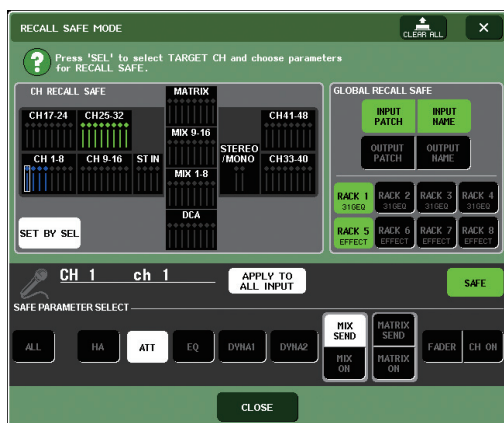 RECALL SAFE MODE
CLEAR ALL
?
Press 'SEL' to select TARGET CH and choose parameters
for RECALL SAFE.
CH RECALL SAFE
MATRIX
GLOBAL RECALL SAFE
CH17-24
CH25-32
CH41-48
INPUT
PATCH
INPUT
NAME
MIX 9-16
STEREO
/MONO
OUTPUT
PATCH
OUTPUT
NAME
CH 1-8
CH 9-16
ST IN
CH33-40
MIX 1-8
RACK 1
31GEQ
RACK 2
31GEQ
RACK 3
31GEQ
RACK 4
31GEQ
DCA
SET BY SEL
RACK 5
EFFECT
RACK 6
EFFECT
RACK 7
EFFECT
RACK 8
EFFECT
CH 1
ch 1
APPLY TO
ALL INPUT
SAFE
SAFE PARAMETER SELECT
ALL
HA
ATT
EQ
DYNA1
DYNA2
MIX
SEND
MIX
ON
MATRIX
SEND
MATRIX
ON
FADER
CH ON
CLOSE